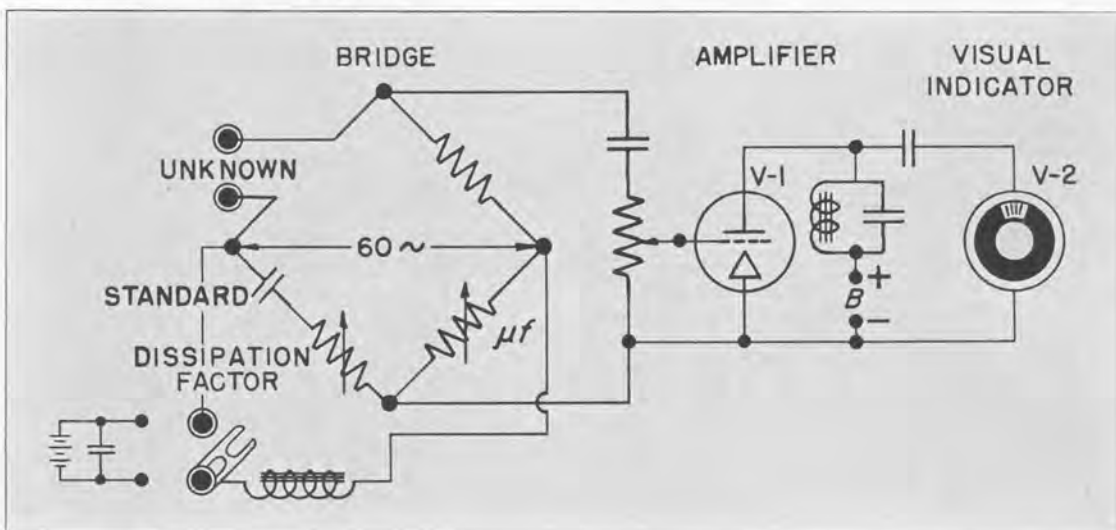 BRIDGE
AMPLIFIER
VISUAL
INDICATOR
UNKNOWN
V-1
V-2
60~
STANDARD
B
+
−
μf
DISSIPATION
FACTOR